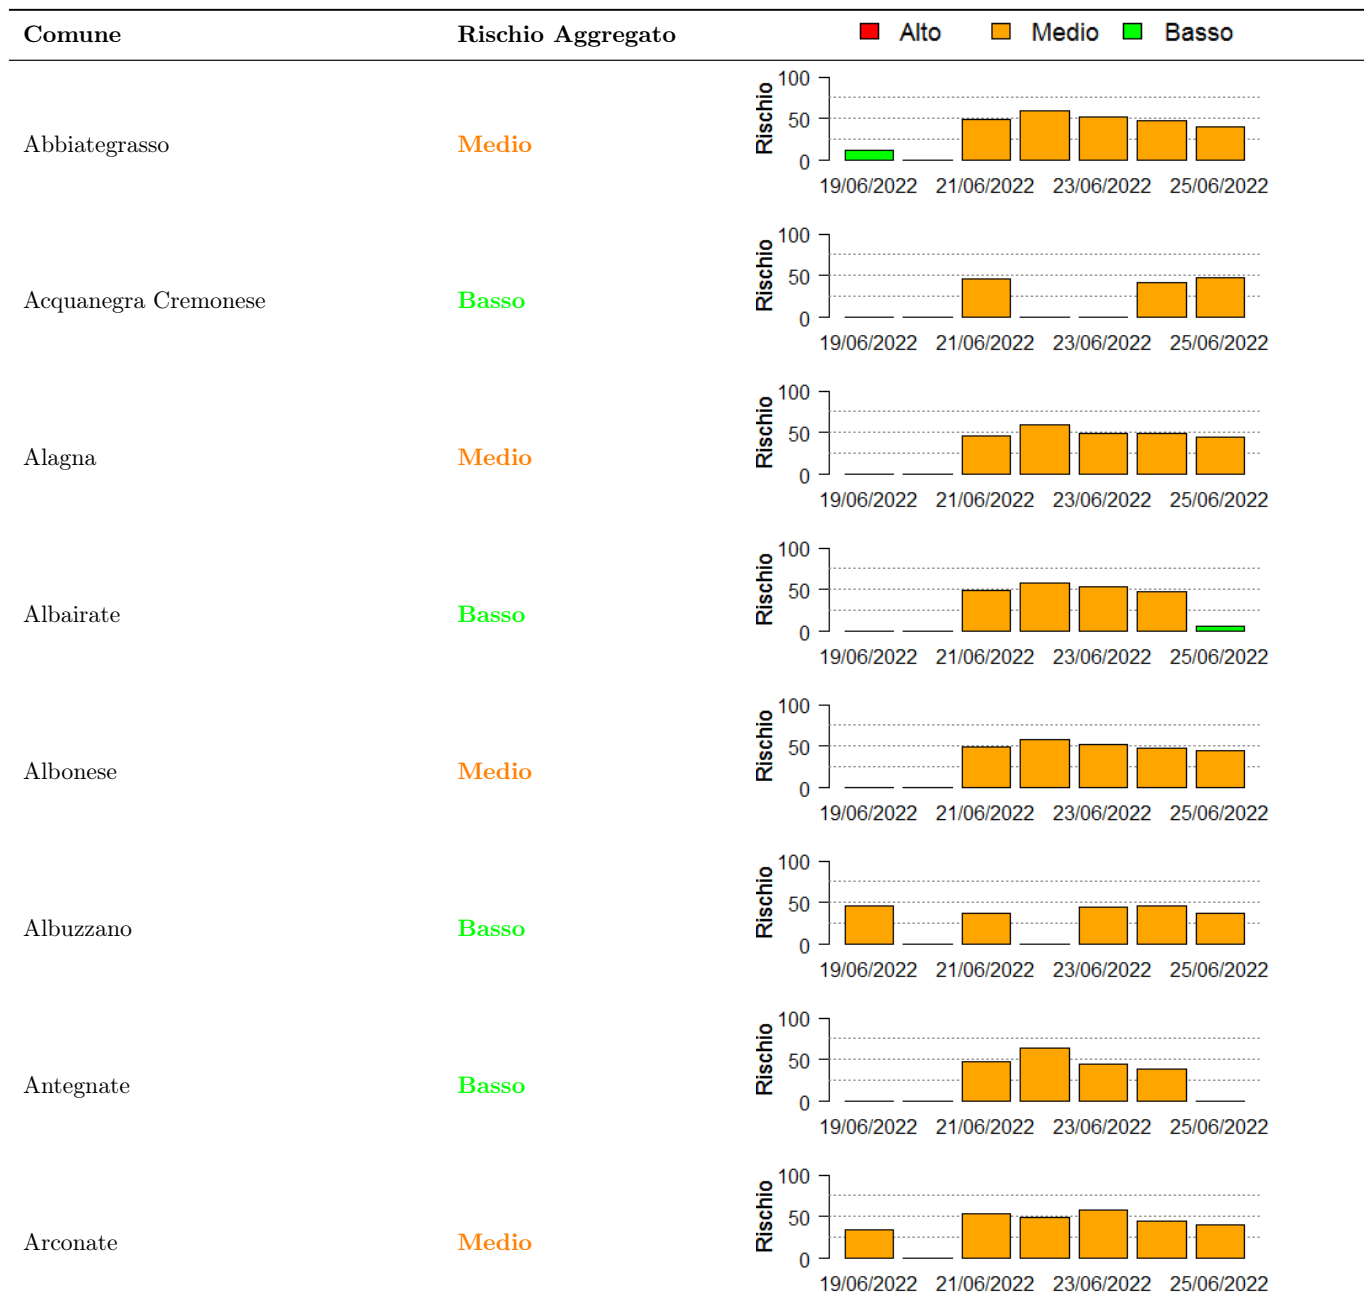 Comune Rischio Aggregato Alto Medio Basso
Rischio
100
50
0
Abbiategrasso Medio
19/06/2022 21/06/2022 23/06/2022 25/06/2022
Rischio
100
50
0
Acquanegra Cremonese Basso
19/06/2022 21/06/2022 23/06/2022 25/06/2022
Rischio
100
50
0
Alagna Medio
19/06/2022 21/06/2022 23/06/2022 25/06/2022
Rischio
100
50
0
Albairate Basso
19/06/2022 21/06/2022 23/06/2022 25/06/2022
Rischio
100
50
0
Albonese Medio
19/06/2022 21/06/2022 23/06/2022 25/06/2022
Rischio
100
50
0
Albuzzano Basso
19/06/2022 21/06/2022 23/06/2022 25/06/2022
Rischio
100
50
0
Antegnate Basso
19/06/2022 21/06/2022 23/06/2022 25/06/2022
Rischio
100
50
0
Arconate Medio
19/06/2022 21/06/2022 23/06/2022 25/06/2022